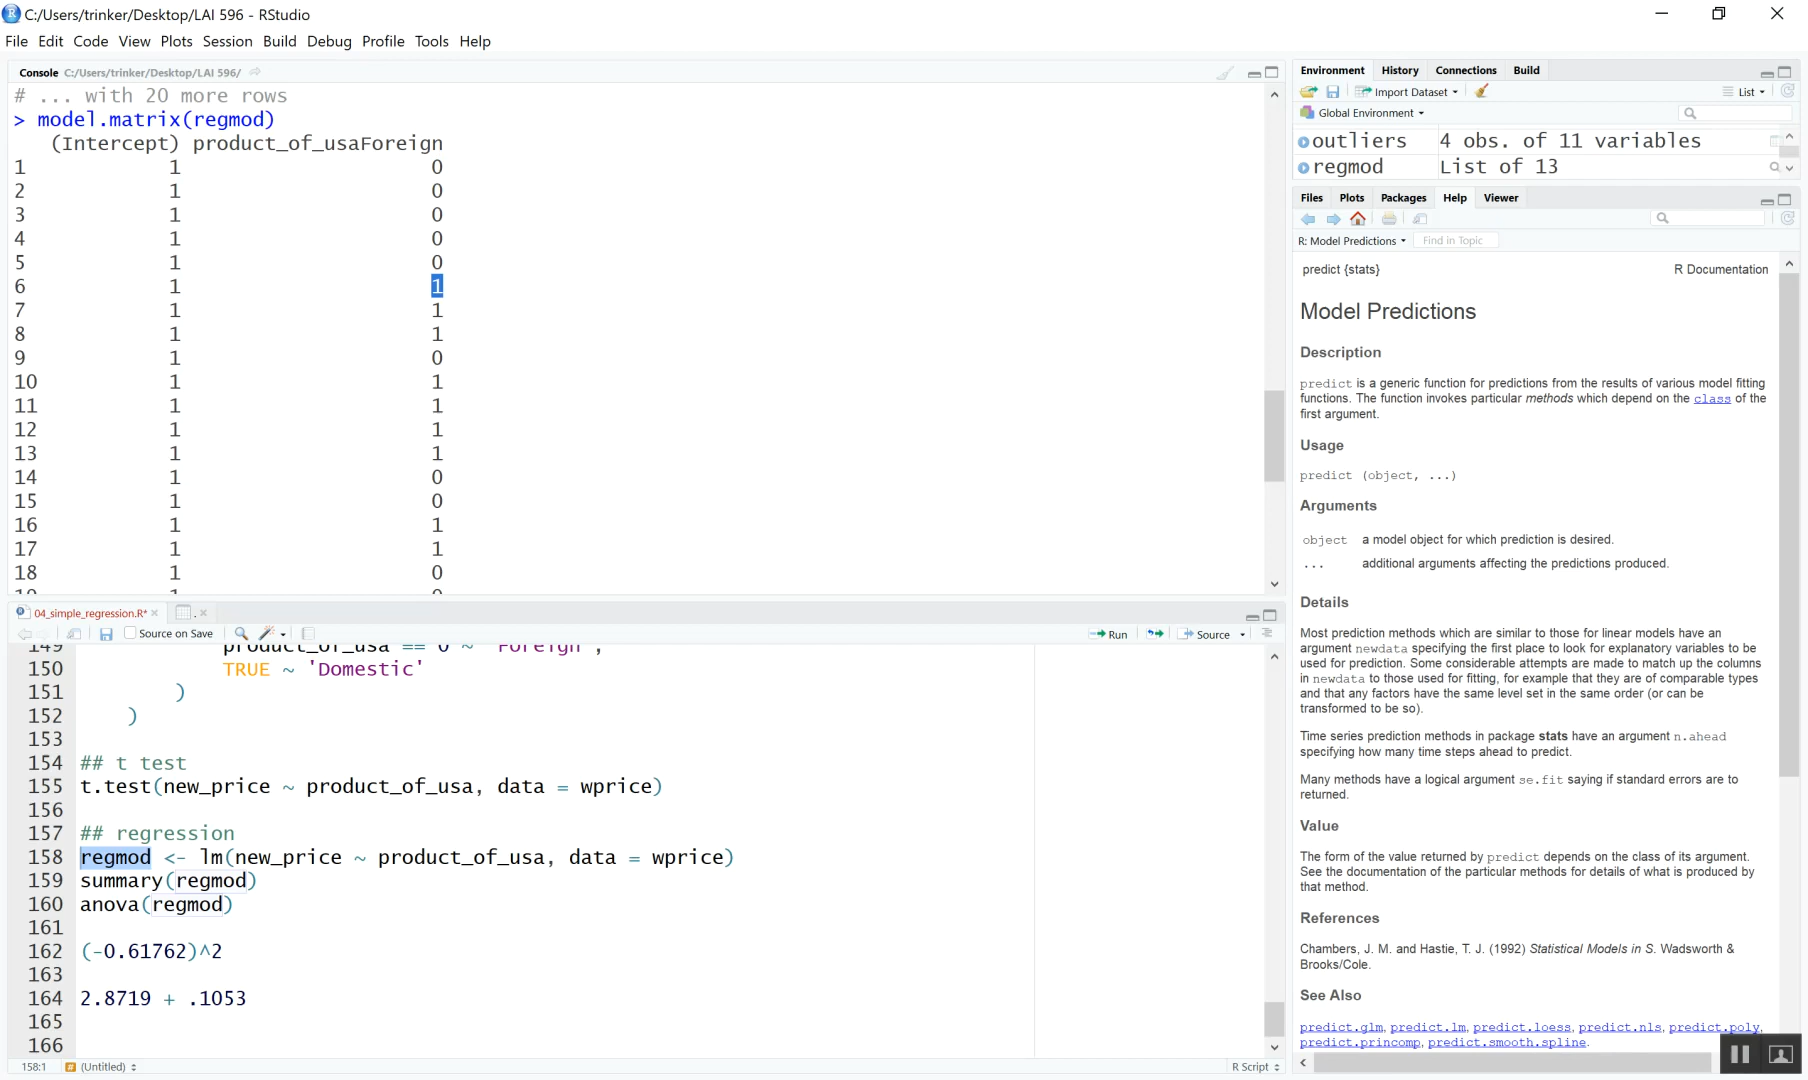 C:/Users/trinker/Desktop/LAI 596 - RStudio
File Edit Code View Plots Session Build Debug Profile Tools Help
Console C:/Users/trinker/Desktop/LAI 596/
# ... with 20 more rows
> model.matrix(regmod)
(Intercept) product_of_usaForeign
1 1 0
2 1 0
3 1 0
4 1 0
5 1 0
6 1 1
7 1 1
8 1 1
9 1 0
10 1 1
11 1 1
12 1 1
13 1 1
14 1 0
15 1 0
16 1 1
17 1 1
18 1 0
04_simple_regression.R*
Source on Save
Run
Source
149 product_of_usa == 0 ~ 'Foreign',
150 TRUE ~ 'Domestic'
151 )
152 )
153
154 ## t test
155 t.test(new_price ~ product_of_usa, data = wprice)
156
157 ## regression
158 regmod <- lm(new_price ~ product_of_usa, data = wprice)
159 summary(regmod)
160 anova(regmod)
161
162 (-0.61762)^2
163
164 2.8719 + .1053
165
166
158:1 (Untitled) R Script
Environment History Connections Build
Import Dataset List
Global Environment
outliers 4 obs. of 11 variables
regmod List of 13
Files Plots Packages Help Viewer
R: Model Predictions Find in Topic
predict {stats} R Documentation
Model Predictions
Description
predict is a generic function for predictions from the results of various model fitting
functions. The function invokes particular methods which depend on the class of the
first argument.
Usage
predict (object, ...)
Arguments
object a model object for which prediction is desired.
... additional arguments affecting the predictions produced.
Details
Most prediction methods which are similar to those for linear models have an
argument newdata specifying the first place to look for explanatory variables to be
used for prediction. Some considerable attempts are made to match up the columns
in newdata to those used for fitting, for example that they are of comparable types
and that any factors have the same level set in the same order (or can be
transformed to be so).
Time series prediction methods in package stats have an argument n.ahead
specifying how many time steps ahead to predict.
Many methods have a logical argument se.fit saying if standard errors are to
returned.
Value
The form of the value returned by predict depends on the class of its argument.
See the documentation of the particular methods for details of what is produced by
that method.
References
Chambers, J. M. and Hastie, T. J. (1992) Statistical Models in S. Wadsworth &
Brooks/Cole.
See Also
predict.glm, predict.lm, predict.loess, predict.nls, predict.poly,
predict.princomp, predict.smooth.spline.